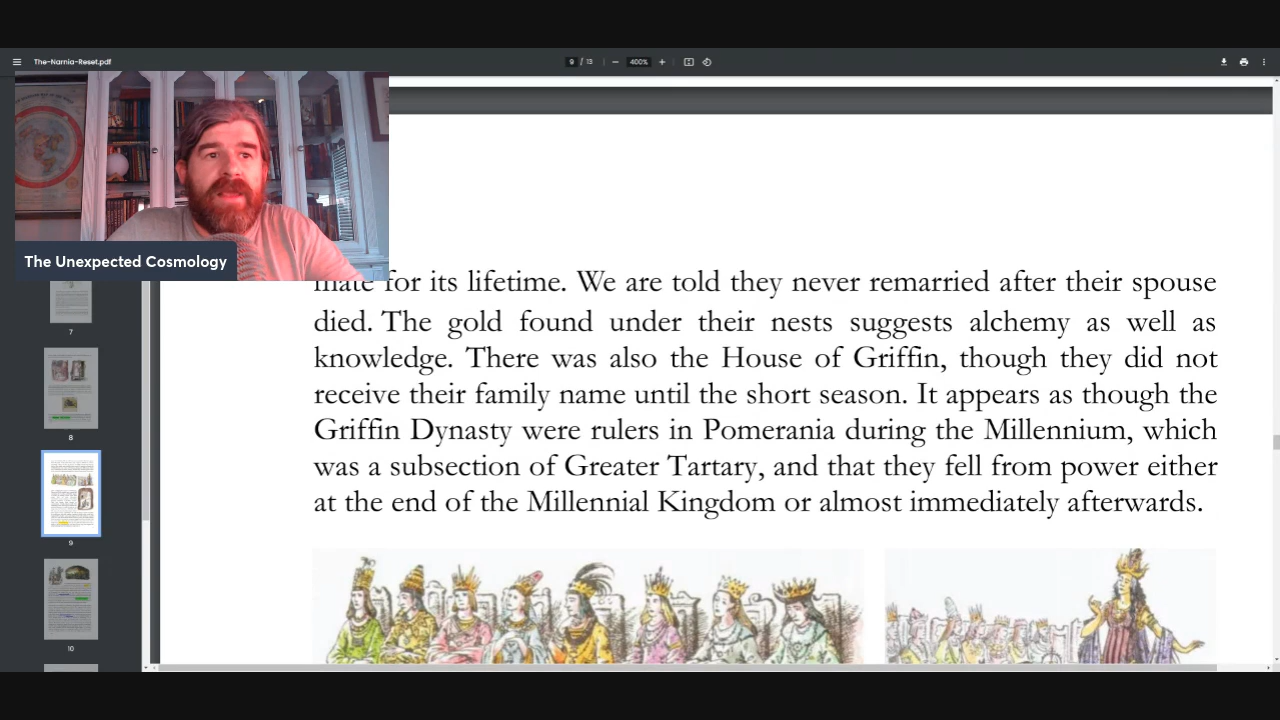 The-Narnia-Reset.pdf
9 / 13
400%
The Unexpected Cosmology
mate for its lifetime. We are told they never remarried after their spouse
died. The gold found under their nests suggests alchemy as well as
knowledge. There was also the House of Griffin, though they did not
receive their family name until the short season. It appears as though the
Griffin Dynasty were rulers in Pomerania during the Millennium, which
was a subsection of Greater Tartary, and that they fell from power either
at the end of the Millennial Kingdom or almost immediately afterwards.
7
8
9
10